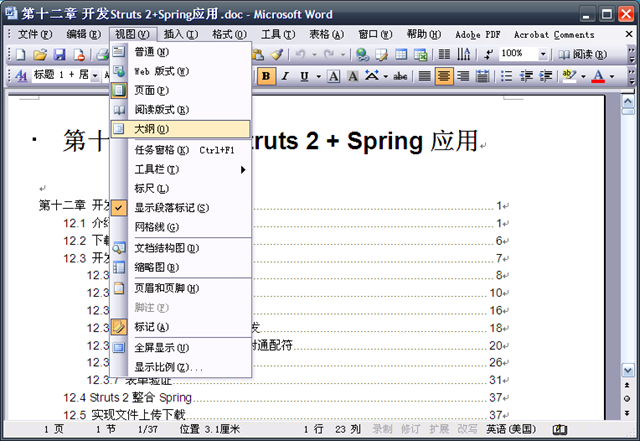 第十二章 开发Struts 2+Spring应用.doc - Microsoft Word
文件(F) 编辑(E) 视图(V) 插入(I) 格式(O) 工具(T) 表格(A) 窗口(W) 帮助(H) Adobe PDF Acrobat Comments
100% 阅读(R)
标题 1 + 居 B I U A A A abc A
普通(N)
Web 版式(W)
页面(P)
阅读版式(R)
大纲(O)
任务窗格(K) Ctrl+F1
工具栏(T)
标尺(L)
显示段落标记(S)
网格线(G)
文档结构图(D)
缩略图(B)
页眉和页脚(H)
脚注(F)
标记(A)
全屏显示(U)
显示比例(Z)...
第十 truts 2 + Spring 应用
第十二章 开发 1
12.1 介绍 1
12.2 下载 6
12.3 开发 7
12.3 8
12.3 10
12.3 16
12.3 发 18
12.3 对通配符 20
12.3 26
12.3.7 表单验证 31
12.4 Struts 2 整合 Spring 37
12.5 实现文件上传下载 37
1 页 1 节 1/37 位置 3.1厘米 1 行 23 列 录制 修订 扩展 改写 英语(美国)